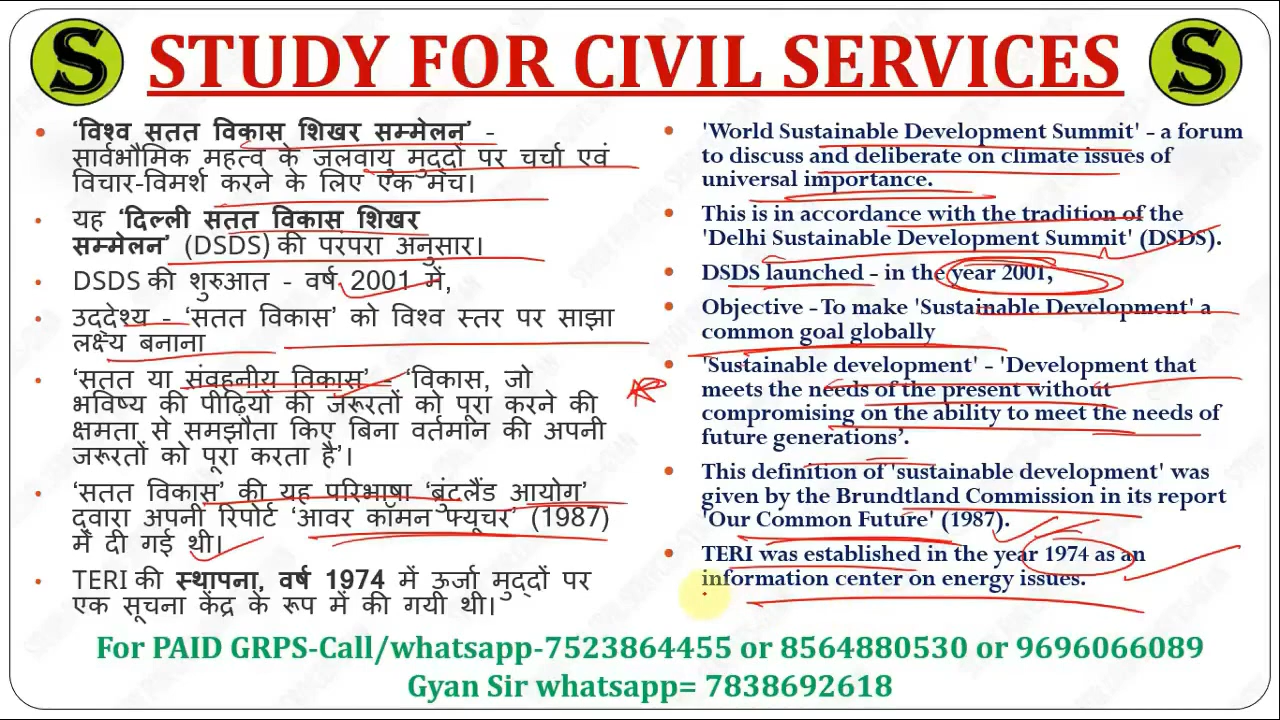 S STUDY FOR CIVIL SERVICES S
• ‘विश्व सतत विकास शिखर सम्मेलन’ -
सार्वभौमिक महत्व के जलवायु मुद्दों पर चर्चा एवं
विचार-विमर्श करने के लिए एक मंच।
• यह ‘दिल्ली सतत विकास शिखर
सम्मेलन’ (DSDS) की परंपरा अनुसार।
• DSDS की शुरुआत - वर्ष 2001 में,
• उद्देश्य - ‘सतत विकास’ को विश्व स्तर पर साझा
लक्ष्य बनाना
• ‘सतत या संवहनीय विकास’ - ‘विकास, जो
भविष्य की पीढ़ियों की जरूरतों को पूरा करने की
क्षमता से समझौता किए बिना वर्तमान की अपनी
जरूरतों को पूरा करता है’।
• ‘सतत विकास’ की यह परिभाषा ‘ब्रुंटलैंड आयोग’
द्वारा अपनी रिपोर्ट ‘आवर कॉमन फ्यूचर’ (1987)
में दी गई थी।
• TERI की स्थापना, वर्ष 1974 में ऊर्जा मुद्दों पर
एक सूचना केंद्र के रूप में की गयी थी।
• 'World Sustainable Development Summit' - a forum
to discuss and deliberate on climate issues of
universal importance.
• This is in accordance with the tradition of the
'Delhi Sustainable Development Summit' (DSDS).
• DSDS launched - in the year 2001,
• Objective - To make 'Sustainable Development' a
common goal globally
• 'Sustainable development' - 'Development that
meets the needs of the present without
compromising on the ability to meet the needs of
future generations’.
• This definition of 'sustainable development' was
given by the Brundtland Commission in its report
'Our Common Future' (1987).
• TERI was established in the year 1974 as an
information center on energy issues.
For PAID GRPS-Call/whatsapp-7523864455 or 8564880530 or 9696066089
Gyan Sir whatsapp= 7838692618